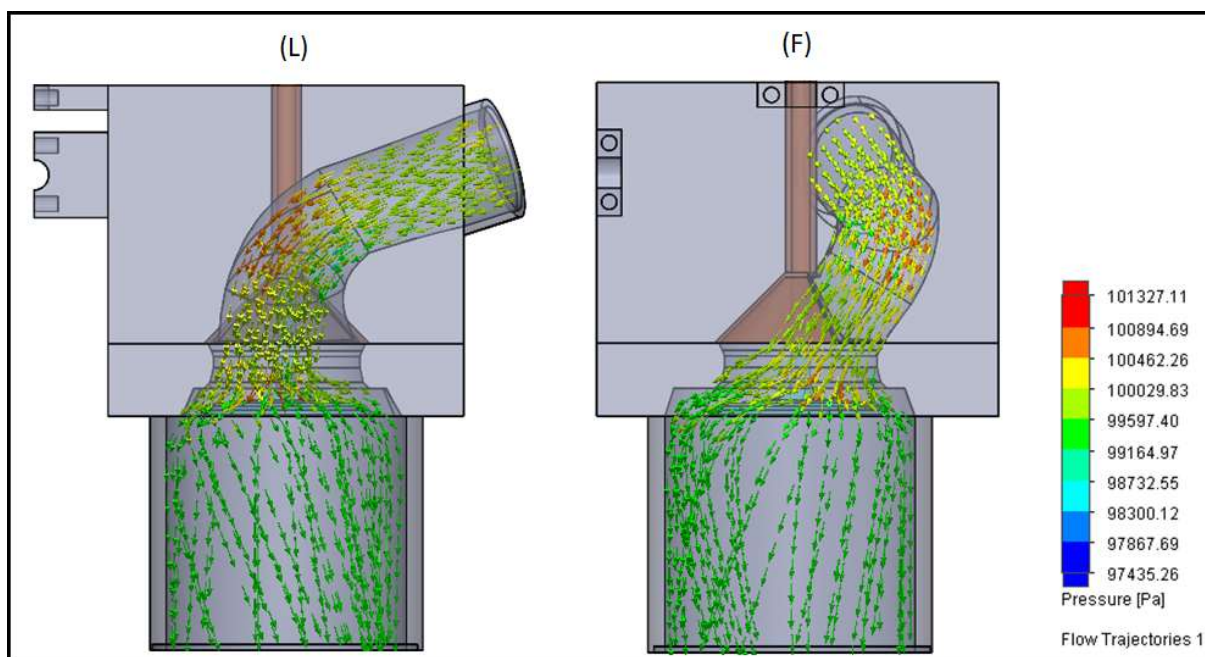 (L)
(F)
101327.11
100894.69
100462.26
100029.83
99597.40
99164.97
98732.55
98300.12
97867.69
97435.26
Pressure [Pa]
Flow Trajectories 1